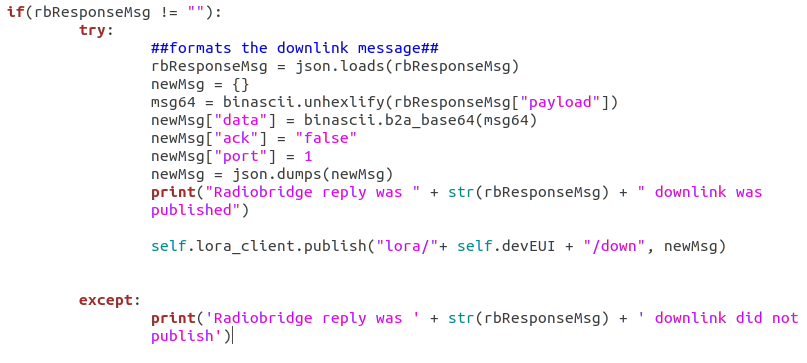 if(rbResponseMsg != ""):
try:
##formats the downlink message##
rbResponseMsg = json.loads(rbResponseMsg)
newMsg = {}
msg64 = binascii.unhexlify(rbResponseMsg["payload"])
newMsg["data"] = binascii.b2a_base64(msg64)
newMsg["ack"] = "false"
newMsg["port"] = 1
newMsg = json.dumps(newMsg)
print("Radiobridge reply was " + str(rbResponseMsg) + " downlink was
published")
self.lora_client.publish("lora/"+ self.devEUI + "/down", newMsg)
except:
print('Radiobridge reply was ' + str(rbResponseMsg) + ' downlink did not
publish')